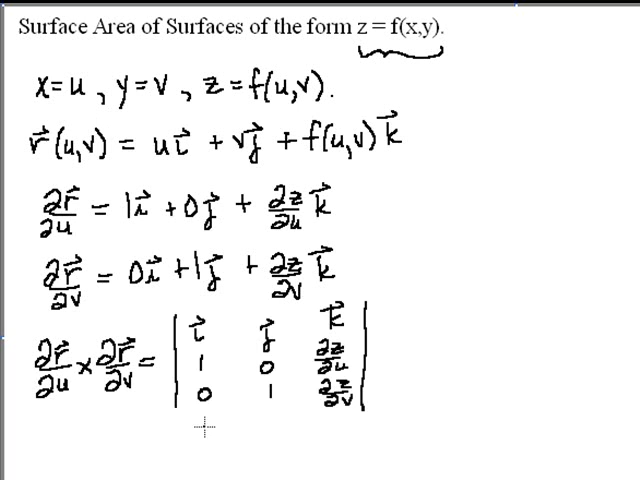 Surface Area of Surfaces of the form z = f(x,y).
x=u , y=v , z=f(u,v).
r⃗(u,v) = ui⃗ + vj⃗ + f(u,v)k⃗
∂r⃗/∂u = 1i⃗ + 0j⃗ + ∂z/∂u k⃗
∂r⃗/∂v = 0i⃗ + 1j⃗ + ∂z/∂v k⃗
∂r⃗/∂u × ∂r⃗/∂v = | i⃗ j⃗ k⃗
1 0 ∂z/∂u
0 1 ∂z/∂v |